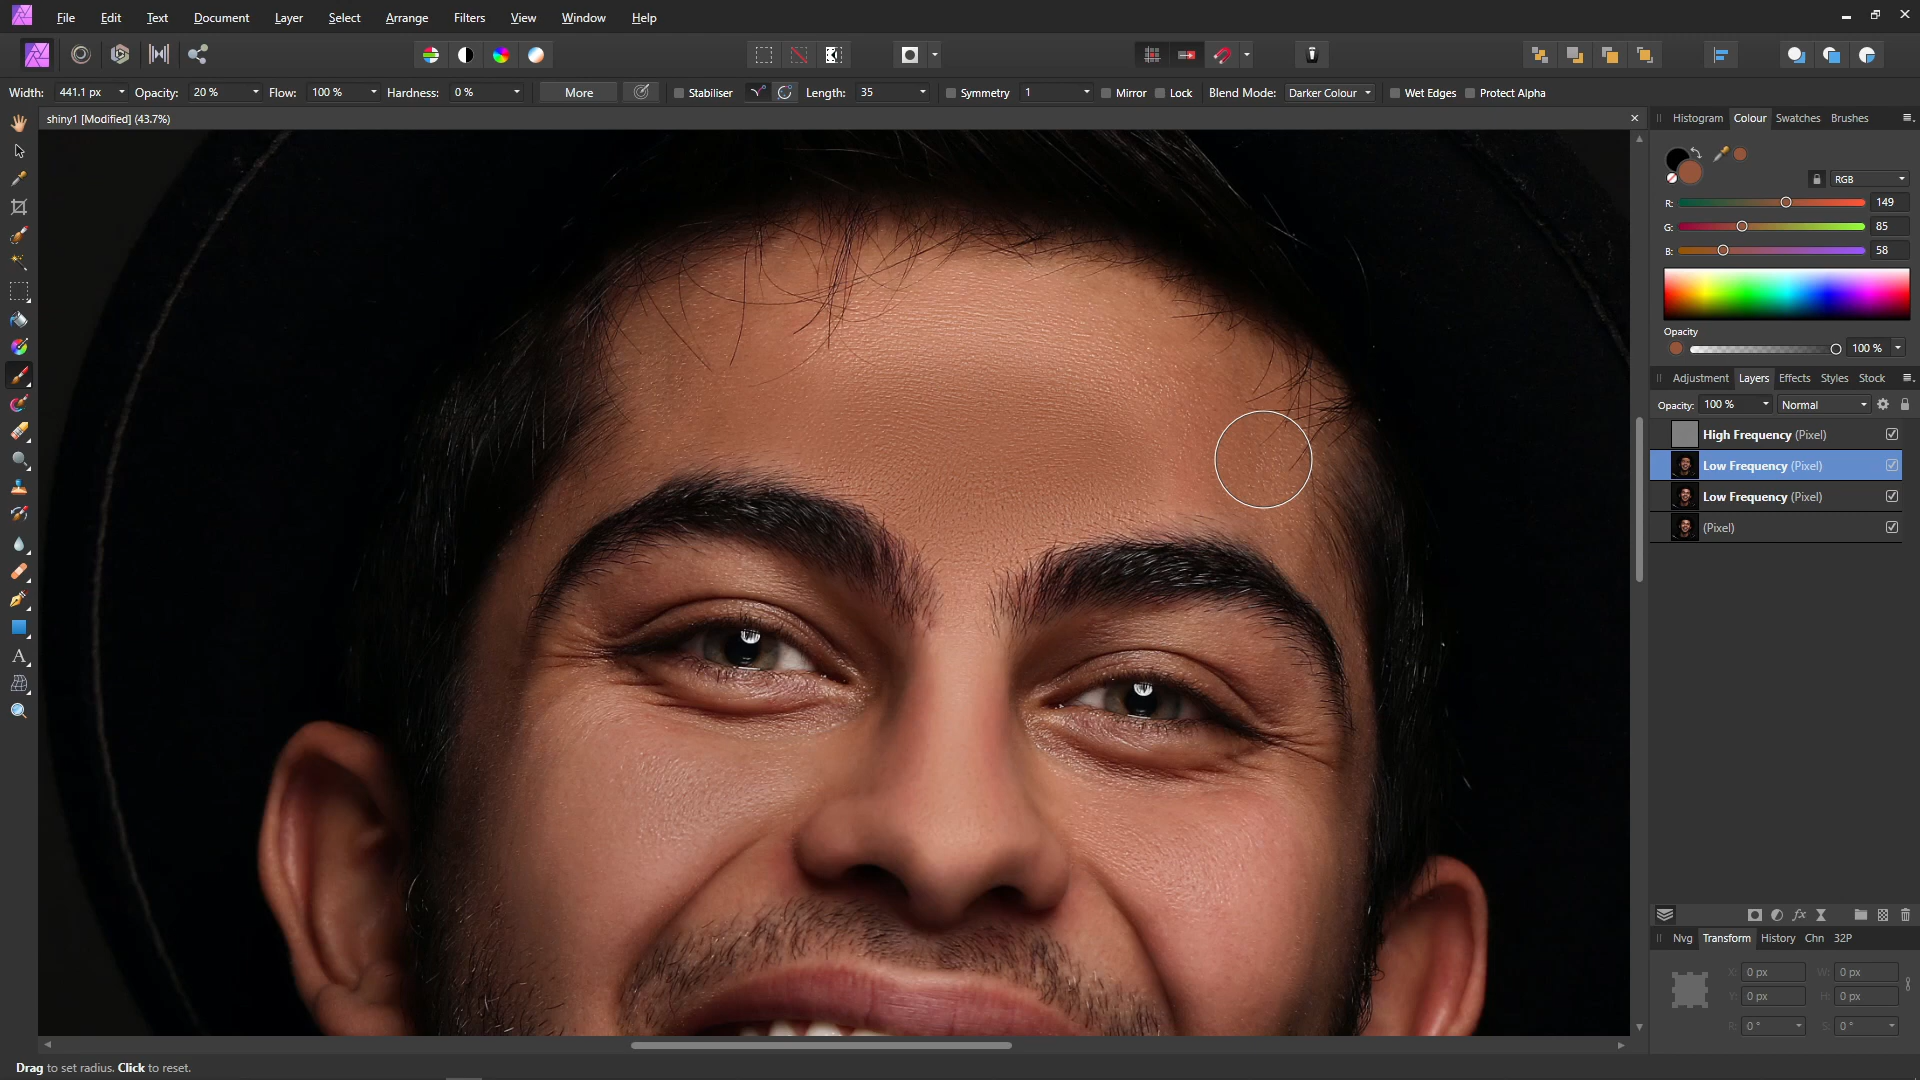 File Edit Text Document Layer Select Arrange Filters View Window Help
Width: 441.1 px Opacity: 20 % Flow: 100 % Hardness: 0 % More Stabiliser Length: 35 Symmetry 1 Mirror Lock Blend Mode: Darker Colour Wet Edges Protect Alpha
shiny1 [Modified] (43.7%)
Histogram Colour Swatches Brushes
RGB
R: 149
G: 85
B: 58
Opacity
100 %
Adjustment Layers Effects Styles Stock
Opacity: 100 % Normal
High Frequency (Pixel)
Low Frequency (Pixel)
Low Frequency (Pixel)
(Pixel)
fx
Nvg Transform History Chn 32P
X: 0 px W: 0 px
Y: 0 px H: 0 px
R: 0 ° S: 0 °
A
Drag to set radius. Click to reset.